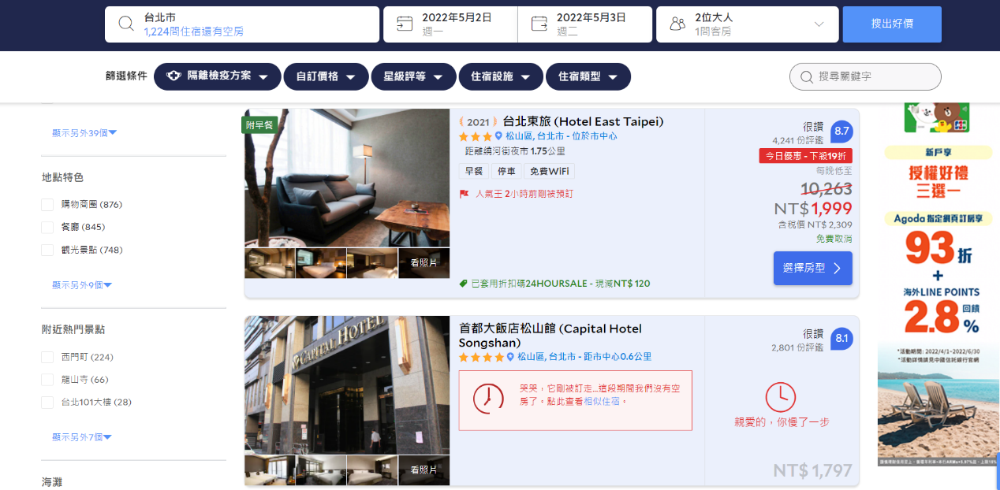 台北市
1,224間住宿還有空房
2022年5月2日
週一
2022年5月3日
週二
2位大人
1間客房
搜出好價
篩選條件
隔離檢疫方案
自訂價格
星級評等
住宿設施
住宿類型
搜尋關鍵字
顯示另外39個
地點特色
購物商圈 (876)
餐廳 (845)
觀光景點 (748)
顯示另外9個
附近熱門景點
西門町 (224)
龍山寺 (66)
台北101大樓 (28)
顯示另外7個
海灘
附早餐
看照片
2021 台北東旅 (Hotel East Taipei)
松山區, 台北市 - 位於市中心
距離繞河街夜市 1.75公里
早餐 停車 免費WiFi
人氣王 2小時前剛被預訂
已套用折扣碼24HOURSALE - 現減NT$ 120
很讚
8.7
4,241 份評鑑
今日優惠 - 下殺19折
每晚低至
10,263
NT$ 1,999
含稅價 NT$ 2,309
免費取消
選擇房型
CAPITAL HOTEL
看照片
首都大飯店松山館 (Capital Hotel
Songshan)
松山區, 台北市 - 距市中心0.6公里
哭哭，它剛被訂走...這段期間我們沒有空
房了。點此查看相似住宿。
很讚
8.1
2,801 份評鑑
親愛的，你慢了一步
NT$ 1,797
JCB
新戶享
授權好禮
三選一
Agoda 指定網頁訂房享
93折
+
海外LINE POINTS
2.8%
回饋
*活動期間: 2022/4/1~2022/6/30
*活動詳情請見中國信託銀行官網